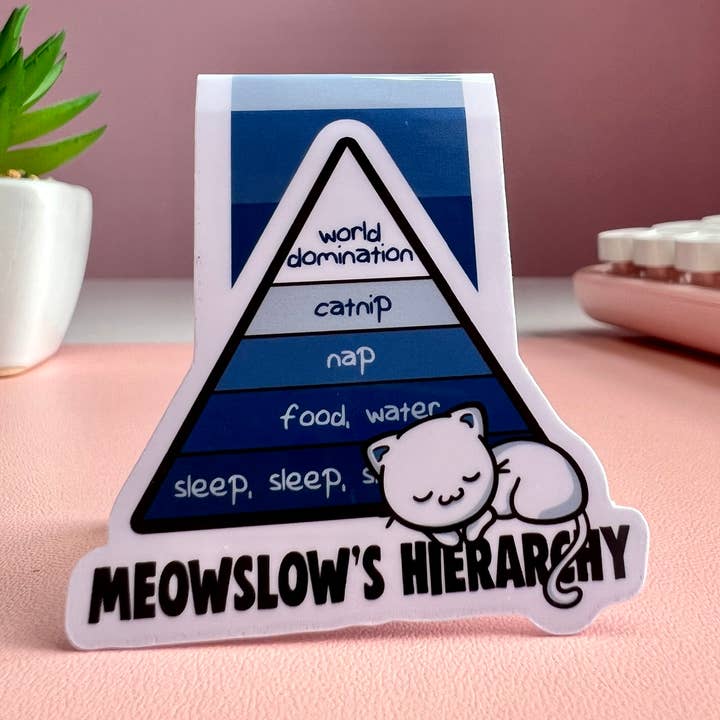 world
domination
catnip
nap
food, water
sleep, sleep, s
MEOWSLOW'S HIERARCHY